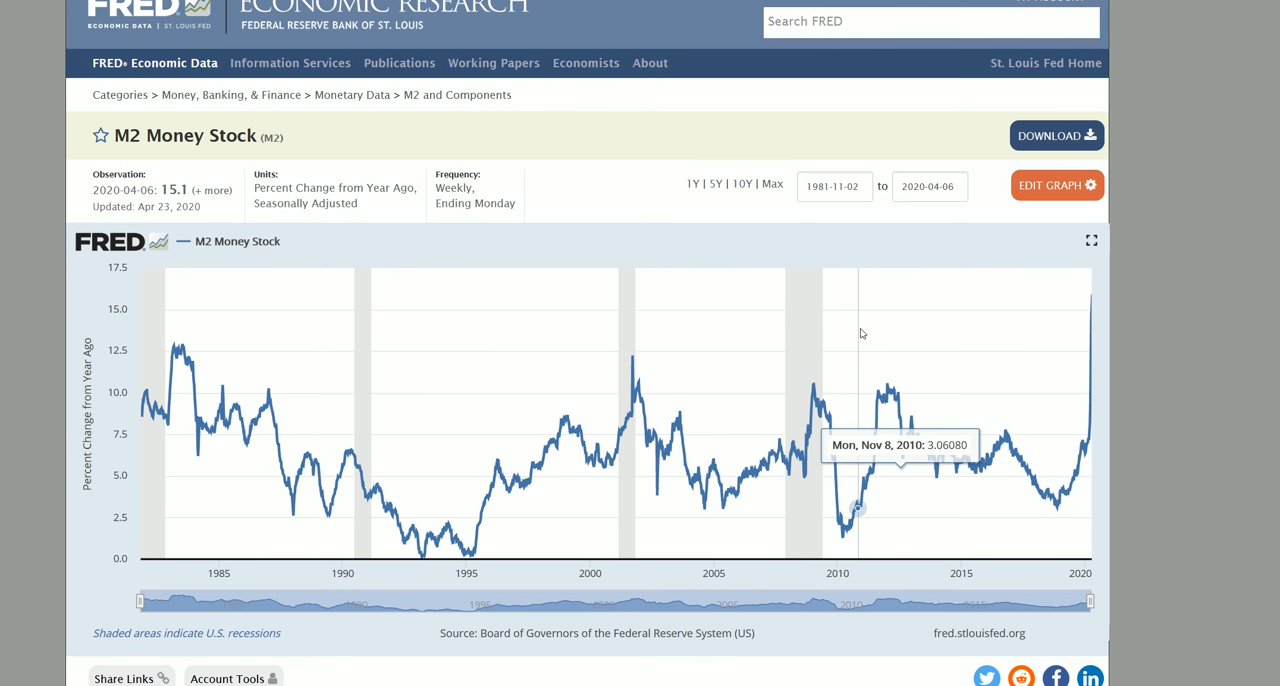 FRED
ECONOMIC RESEARCH
ECONOMIC DATA | ST. LOUIS FED
FEDERAL RESERVE BANK OF ST. LOUIS
Search FRED
FRED® Economic Data Information Services Publications Working Papers Economists About St. Louis Fed Home
Categories > Money, Banking, & Finance > Monetary Data > M2 and Components
M2 Money Stock (M2)
DOWNLOAD
Observation:
2020-04-06: 15.1 (+ more)
Updated: Apr 23, 2020
Units:
Percent Change from Year Ago,
Seasonally Adjusted
Frequency:
Weekly,
Ending Monday
1Y | 5Y | 10Y | Max
1981-11-02 to 2020-04-06
EDIT GRAPH
FRED
M2 Money Stock
Percent Change from Year Ago
17.5
15.0
12.5
10.0
7.5
5.0
2.5
0.0
Mon, Nov 8, 2010: 3.06080
1985 1990 1995 2000 2005 2010 2015 2020
1995 2005 2010
Shaded areas indicate U.S. recessions
Source: Board of Governors of the Federal Reserve System (US)
fred.stlouisfed.org
Share Links
Account Tools